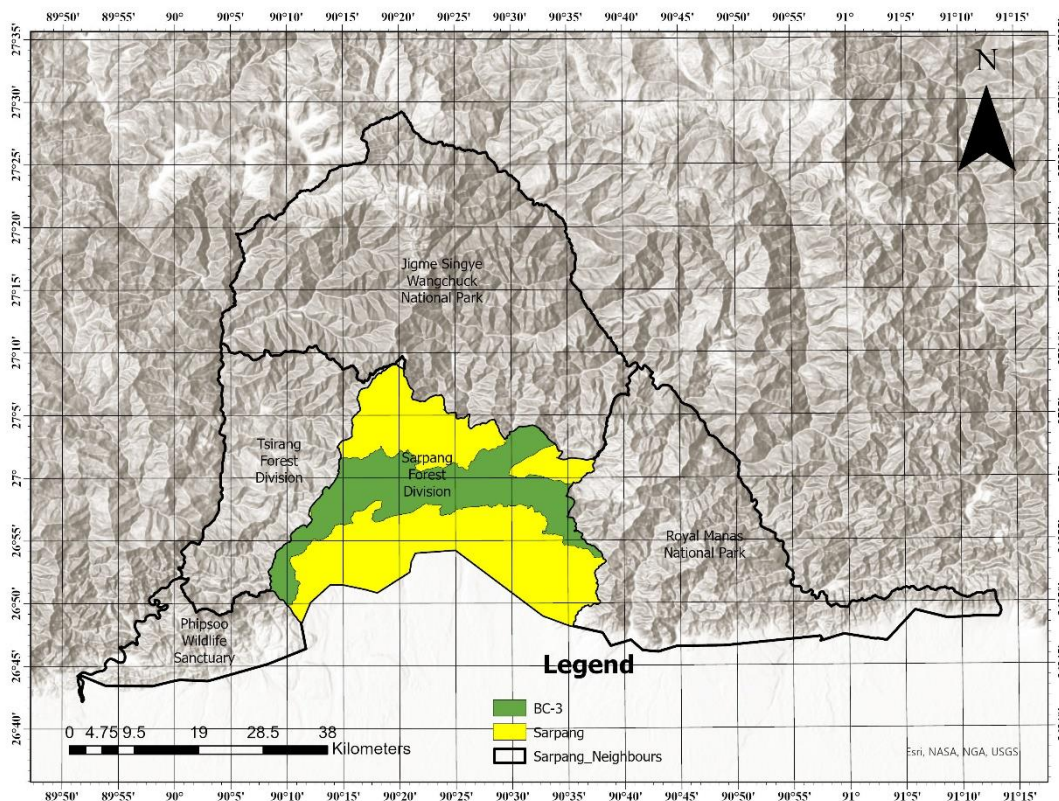 89°50' 89°55' 90° 90°5' 90°10' 90°15' 90°20' 90°25' 90°30' 90°35' 90°40' 90°45' 90°50' 90°55' 91° 91°5' 91°10' 91°15'
27°35'
27°30'
27°25'
27°20'
27°15'
27°10'
27°5'
27°
26°55'
26°50'
26°45'
26°40'
N
Jigme Singye
Wangchuck
National Park
Tsirang
Forest
Division
Sarpang
Forest
Division
Royal Manas
National Park
Phipsoo
Wildlife
Sanctuary
Legend
BC-3
Sarpang
Sarpang_Neighbours
0 4.75 9.5 19 28.5 38
Kilometers
Esri, NASA, NGA, USGS
89°50' 89°55' 90° 90°5' 90°10' 90°15' 90°20' 90°25' 90°30' 90°35' 90°40' 90°45' 90°50' 90°55' 91° 91°5' 91°10' 91°15'